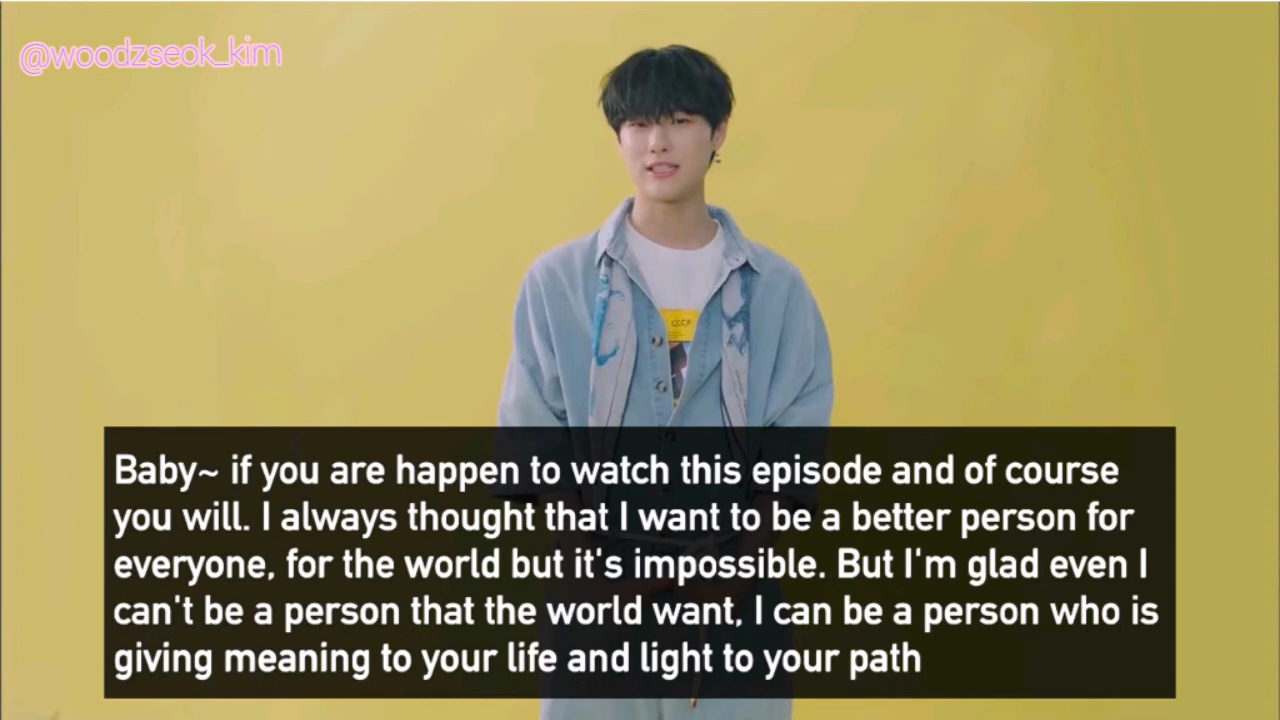 @woodzseok_kim
CCCP
Baby~ if you are happen to watch this episode and of course
you will. I always thought that I want to be a better person for
everyone, for the world but it's impossible. But I'm glad even I
can't be a person that the world want, I can be a person who is
giving meaning to your life and light to your path